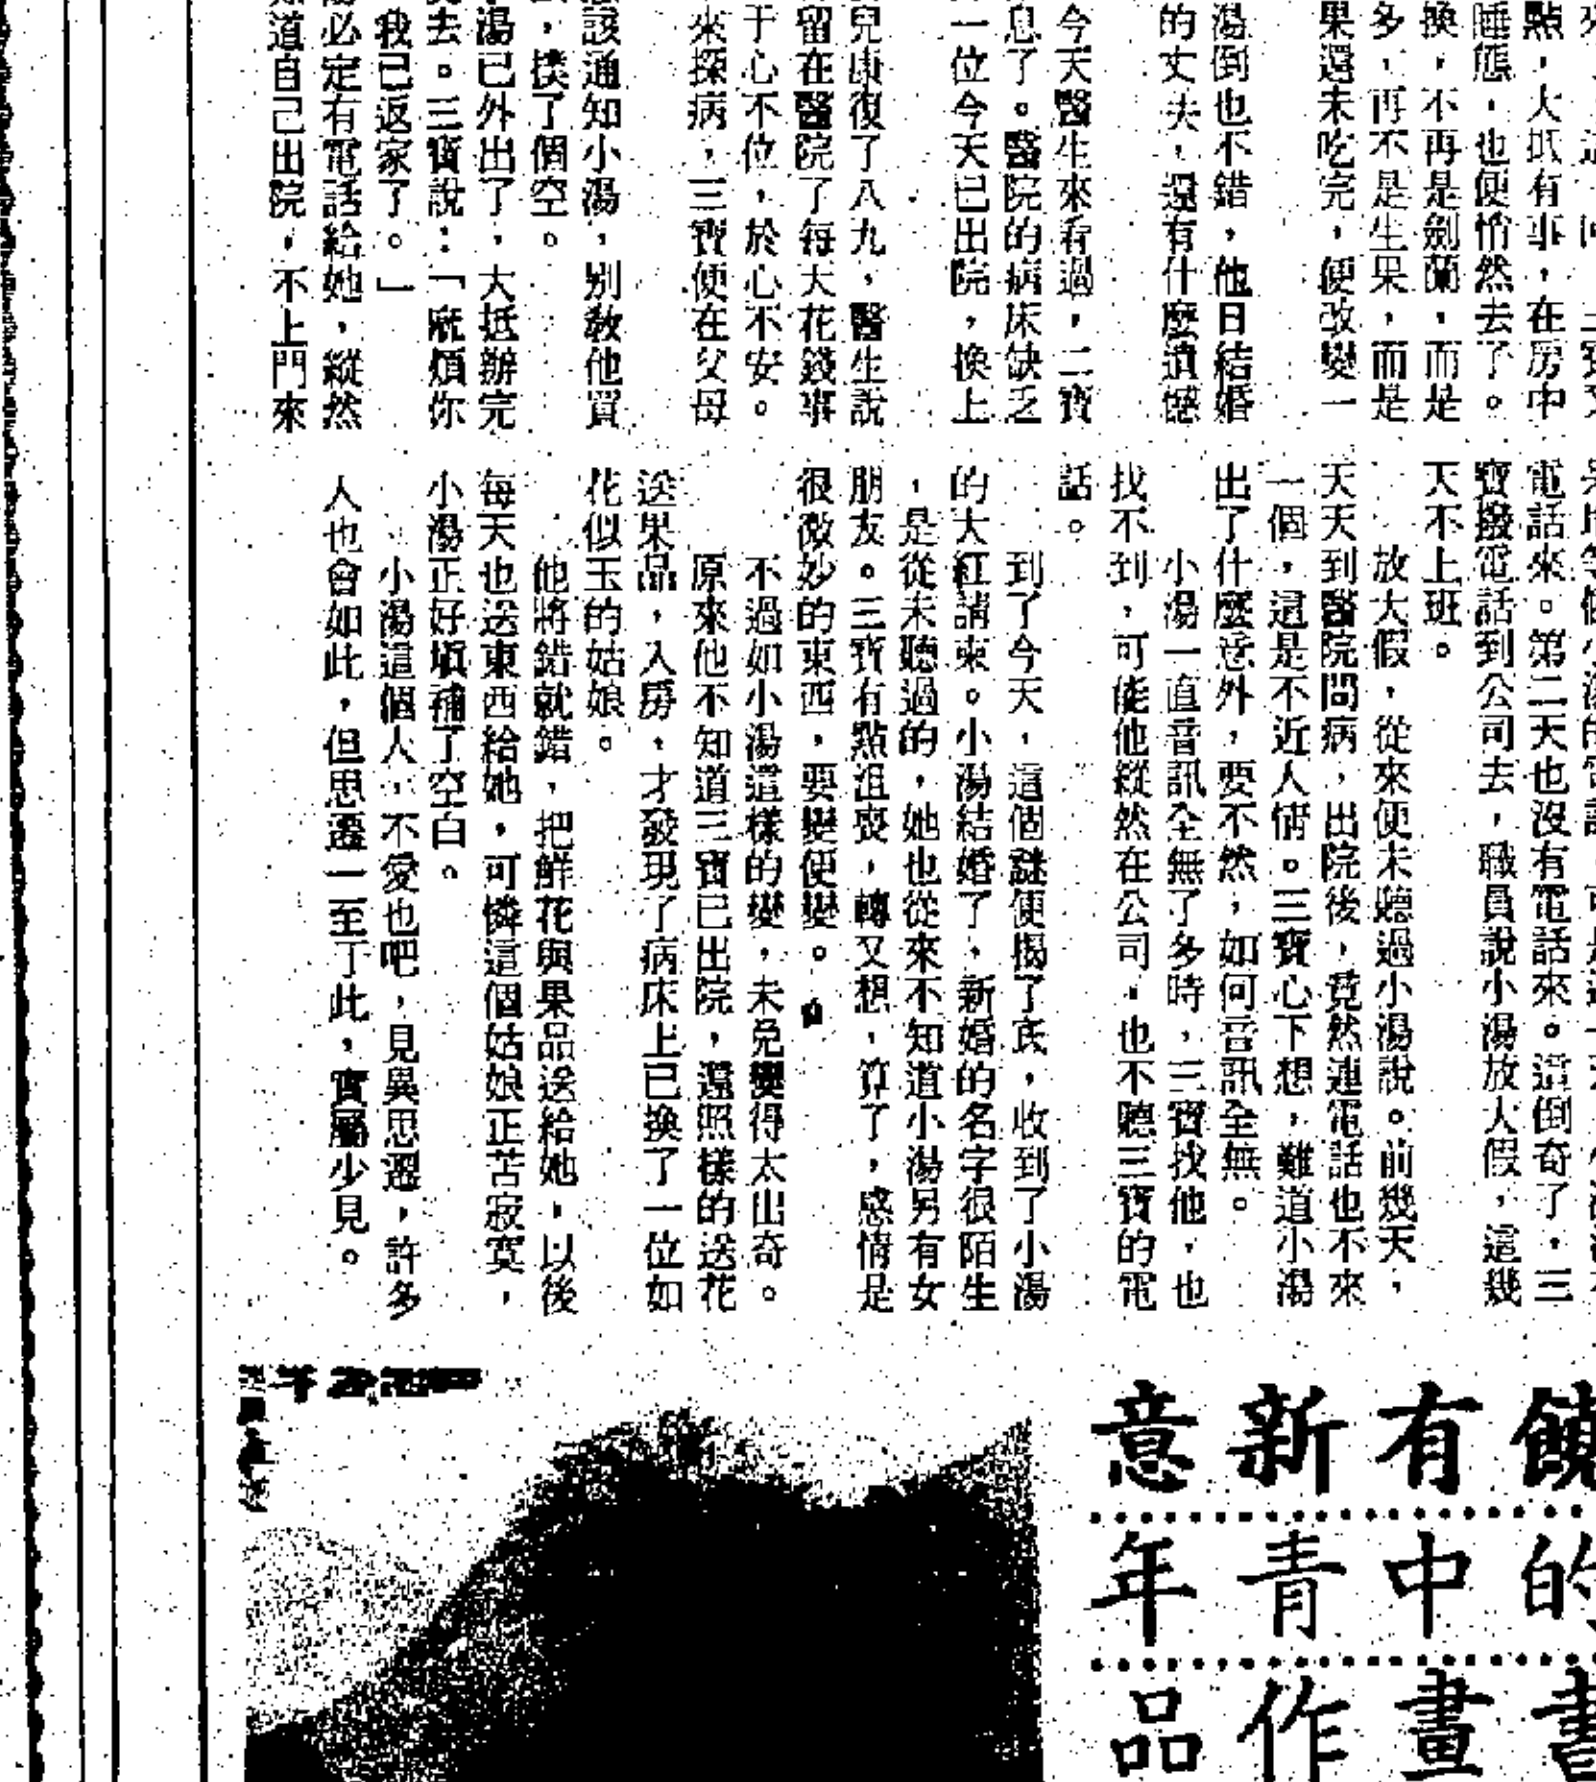 點，大抵有事，在房中
睡態，也便悄然去了。
換，不再是劍蘭，而是
多，再不是生果，而是
果還未吃完，便改變一
湯倒也不錯，他日結婚
的丈夫，還有什麼遺憾
今天醫生來看過，二寶
息了。醫院的病床缺乏
一位今天已出院，換上
兒康復了八九，醫生說
留在醫院了每天花錢事
于心不位，於心不安。
來探病，三寶便在父母
該通知小湯，別教他買
，撲了個空。
湯已外出了，大抵辦完
去。三寶說：「麻煩你
我已返家了。」
必定有電話給她，縱然
道自己出院，不上門來
電話來。第二天也沒有電話來。這倒奇了，三
寶撥電話到公司去，職員說小湯放大假，這幾
天不上班。
放大假，從來便未聽過小湯說。前幾天，
天天到醫院問病，出院後，竟然連電話也不來
一個，這是不近人情。三寶心下想，難道小湯
出了什麼意外，要不然，如何音訊全無。
小湯一直音訊全無了多時，三寶找他，也
找不到，可能他縱然在公司，也不聽三寶的電
話。
到了今天，這個謎便揭了底，收到了小湯
的大紅請柬。小湯結婚了，新婚的名字很陌生
，是從未聽過的，她也從來不知道小湯另有女
朋友。三寶有點沮喪，轉又想，算了，感情是
很微妙的東西，要變便變。
不過如小湯這樣的變，未免變得太出奇。
原來他不知道三寶已出院，還照樣的送花
送果品，入房，才發現了病床上已換了一位如
花似玉的姑娘。
他將錯就錯，把鮮花與果品送給她，以後
每天也送東西給她，可憐這個姑娘正苦寂寞，
小湯正好填補了空白。
小湯這個人，不愛也吧，見異思遷，許多
人也會如此，但思遷一至丁此，實屬少見。
饒有新意
的中青年
書畫作品